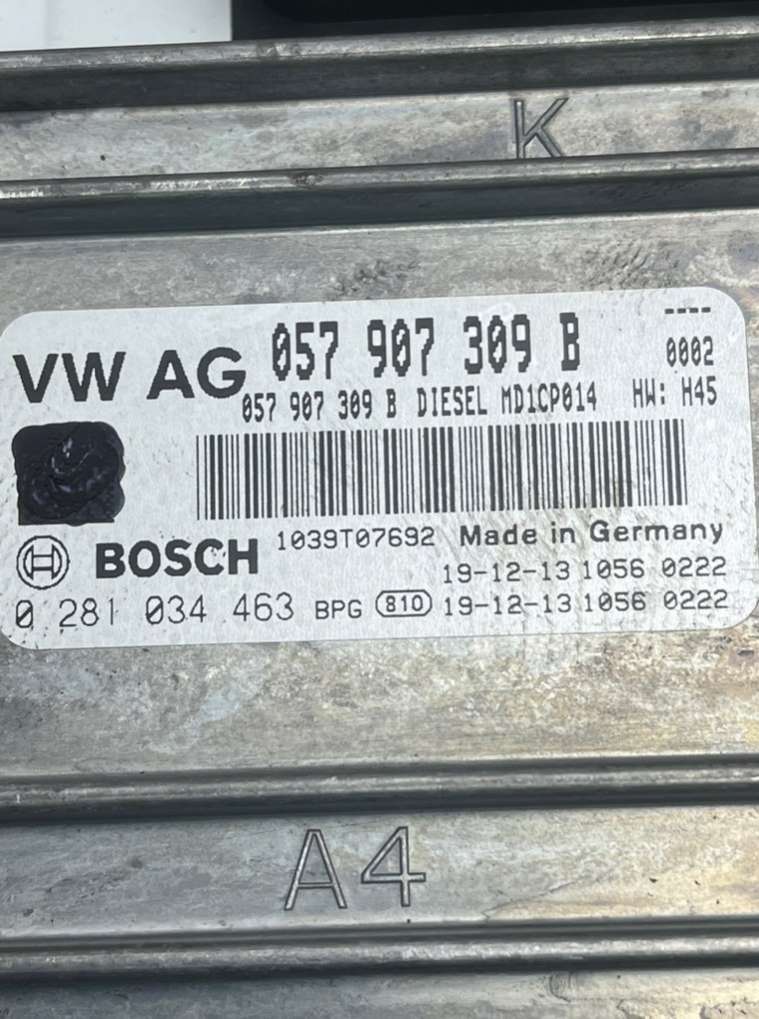 K
VW AG 057 907 309 B ----
0002
057 907 309 B DIESEL MD1CP014 HW: H45
BOSCH 1039T07692 Made in Germany
19-12-13 1056 0222
0 281 034 463 BPG 810 19-12-13 1056 0222
A4